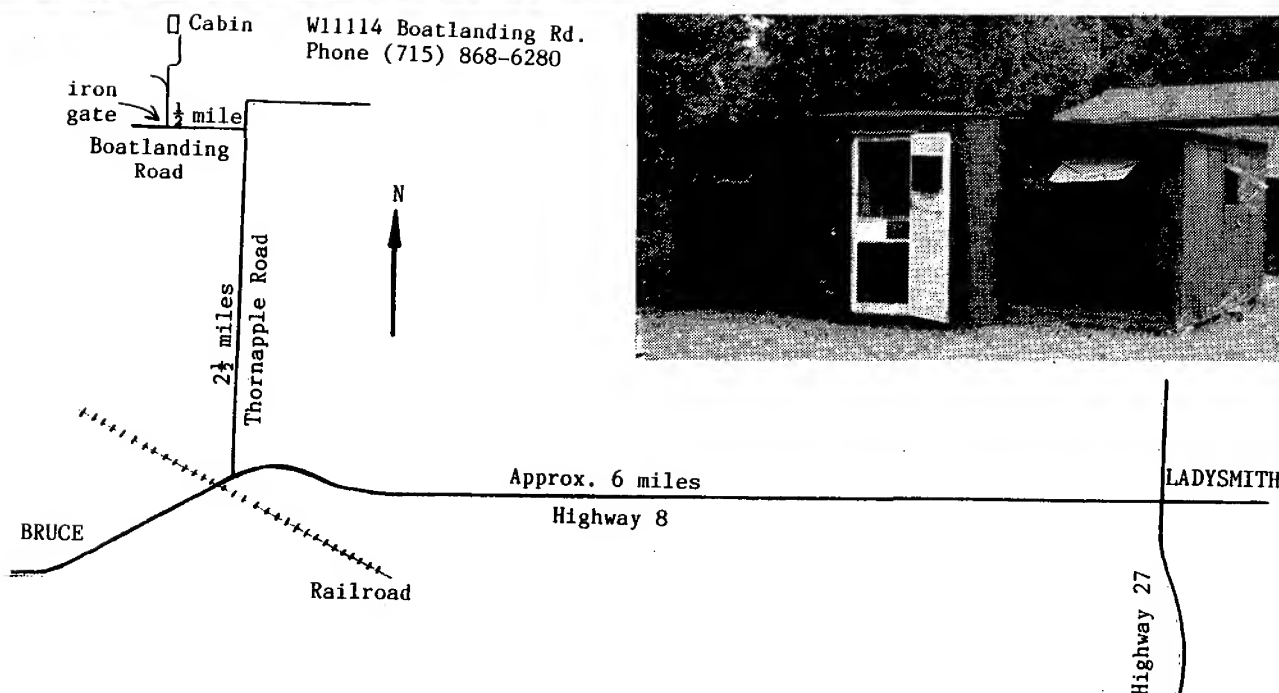 Cabin
W11114 Boatlanding Rd.
Phone (715) 868-6280
iron
gate
½ mile
Boatlanding
Road
N
2½ miles
Thornapple Road
Approx. 6 miles
LADYSMITH
Highway 8
BRUCE
Railroad
Highway 27